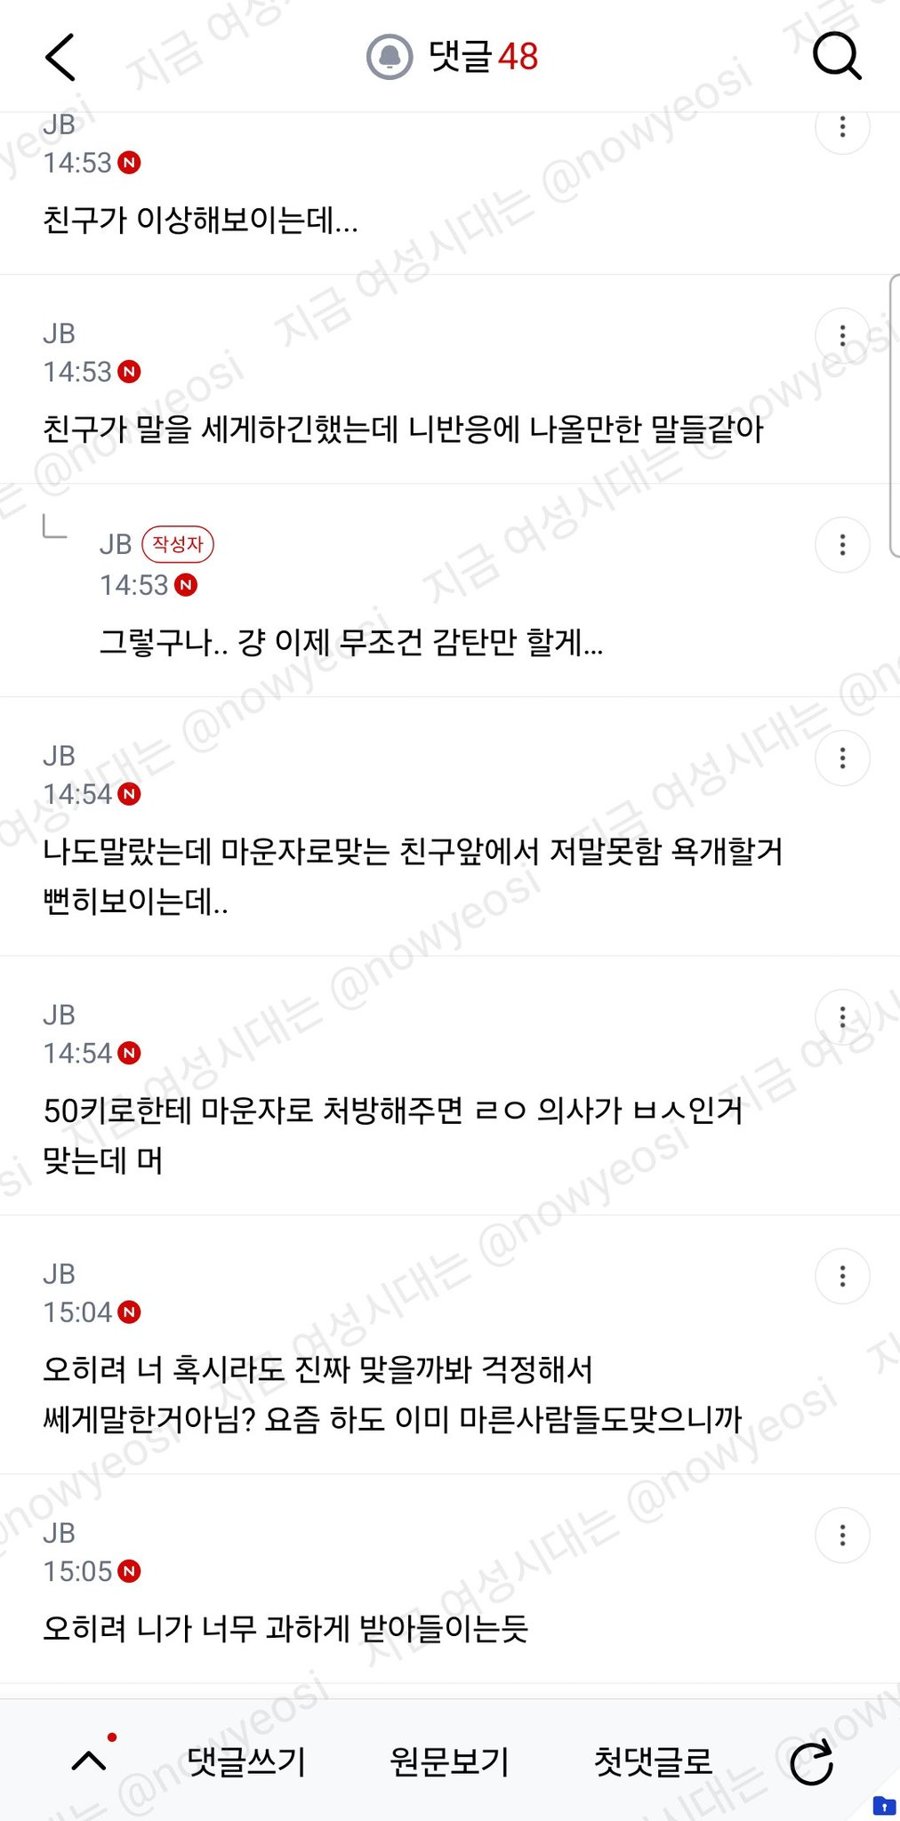 댓글 48
JB
14:53 N
친구가 이상해보이는데...
JB
14:53 N
친구가 말을 세게하긴했는데 니반응에 나올만한 말들같아
JB 작성자
14:53 N
그렇구나.. 걍 이제 무조건 감탄만 할게...
JB
14:54 N
나도말랐는데 마운자로맞는 친구앞에서 저말못함 욕개할거
뻔히보이는데..
JB
14:54 N
50키로한테 마운자로 처방해주면 ㄹㅇ 의사가 ㅂㅅ인거
맞는데 머
JB
15:04 N
오히려 너 혹시라도 진짜 맞을까봐 걱정해서
쎄게말한거아님? 요즘 하도 이미 마른사람들도맞으니까
JB
15:05 N
오히려 니가 너무 과하게 받아들이는듯
댓글쓰기 원문보기 첫댓글로
지금 여성시대는 @nowyeosi